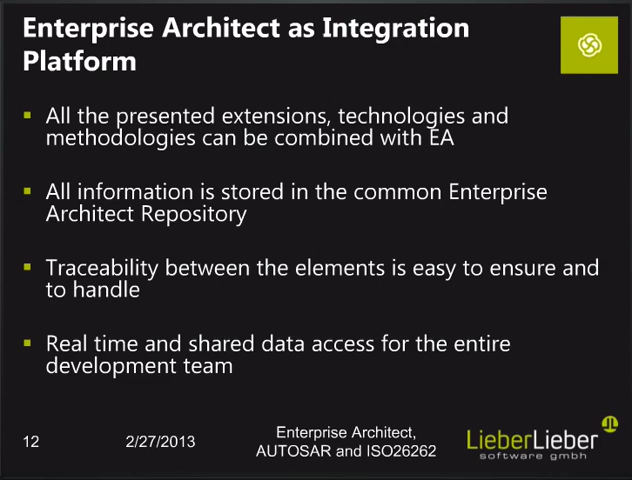 Enterprise Architect as Integration
Platform
All the presented extensions, technologies and
methodologies can be combined with EA
All information is stored in the common Enterprise
Architect Repository
Traceability between the elements is easy to ensure and
to handle
Real time and shared data access for the entire
development team
12
2/27/2013
Enterprise Architect,
AUTOSAR and ISO26262
LieberLieber
software gmbh